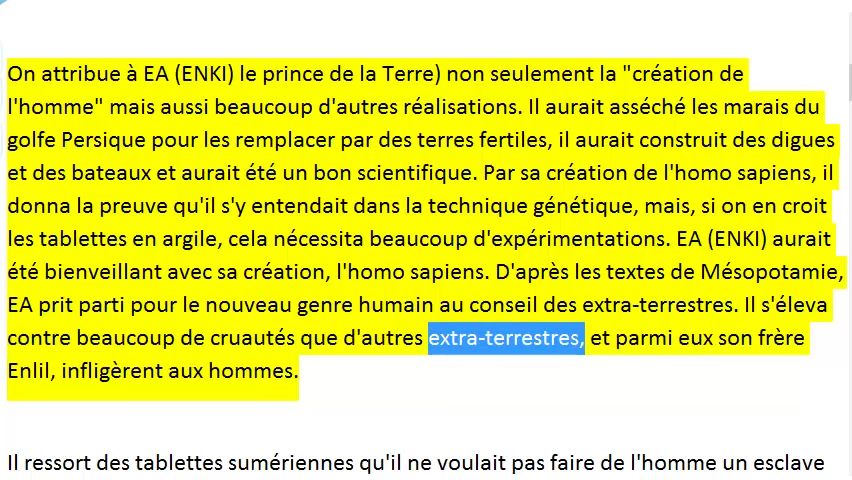 On attribue à EA (ENKI) le prince de la Terre) non seulement la "création de
l'homme" mais aussi beaucoup d'autres réalisations. Il aurait asséché les marais du
golfe Persique pour les remplacer par des terres fertiles, il aurait construit des digues
et des bateaux et aurait été un bon scientifique. Par sa création de l'homo sapiens, il
donna la preuve qu'il s'y entendait dans la technique génétique, mais, si on en croit
les tablettes en argile, cela nécessita beaucoup d'expérimentations. EA (ENKI) aurait
été bienveillant avec sa création, l'homo sapiens. D'après les textes de Mésopotamie,
EA prit parti pour le nouveau genre humain au conseil des extra-terrestres. Il s'éleva
contre beaucoup de cruautés que d'autres extra-terrestres, et parmi eux son frère
Enlil, infligèrent aux hommes.
Il ressort des tablettes sumériennes qu'il ne voulait pas faire de l'homme un esclave